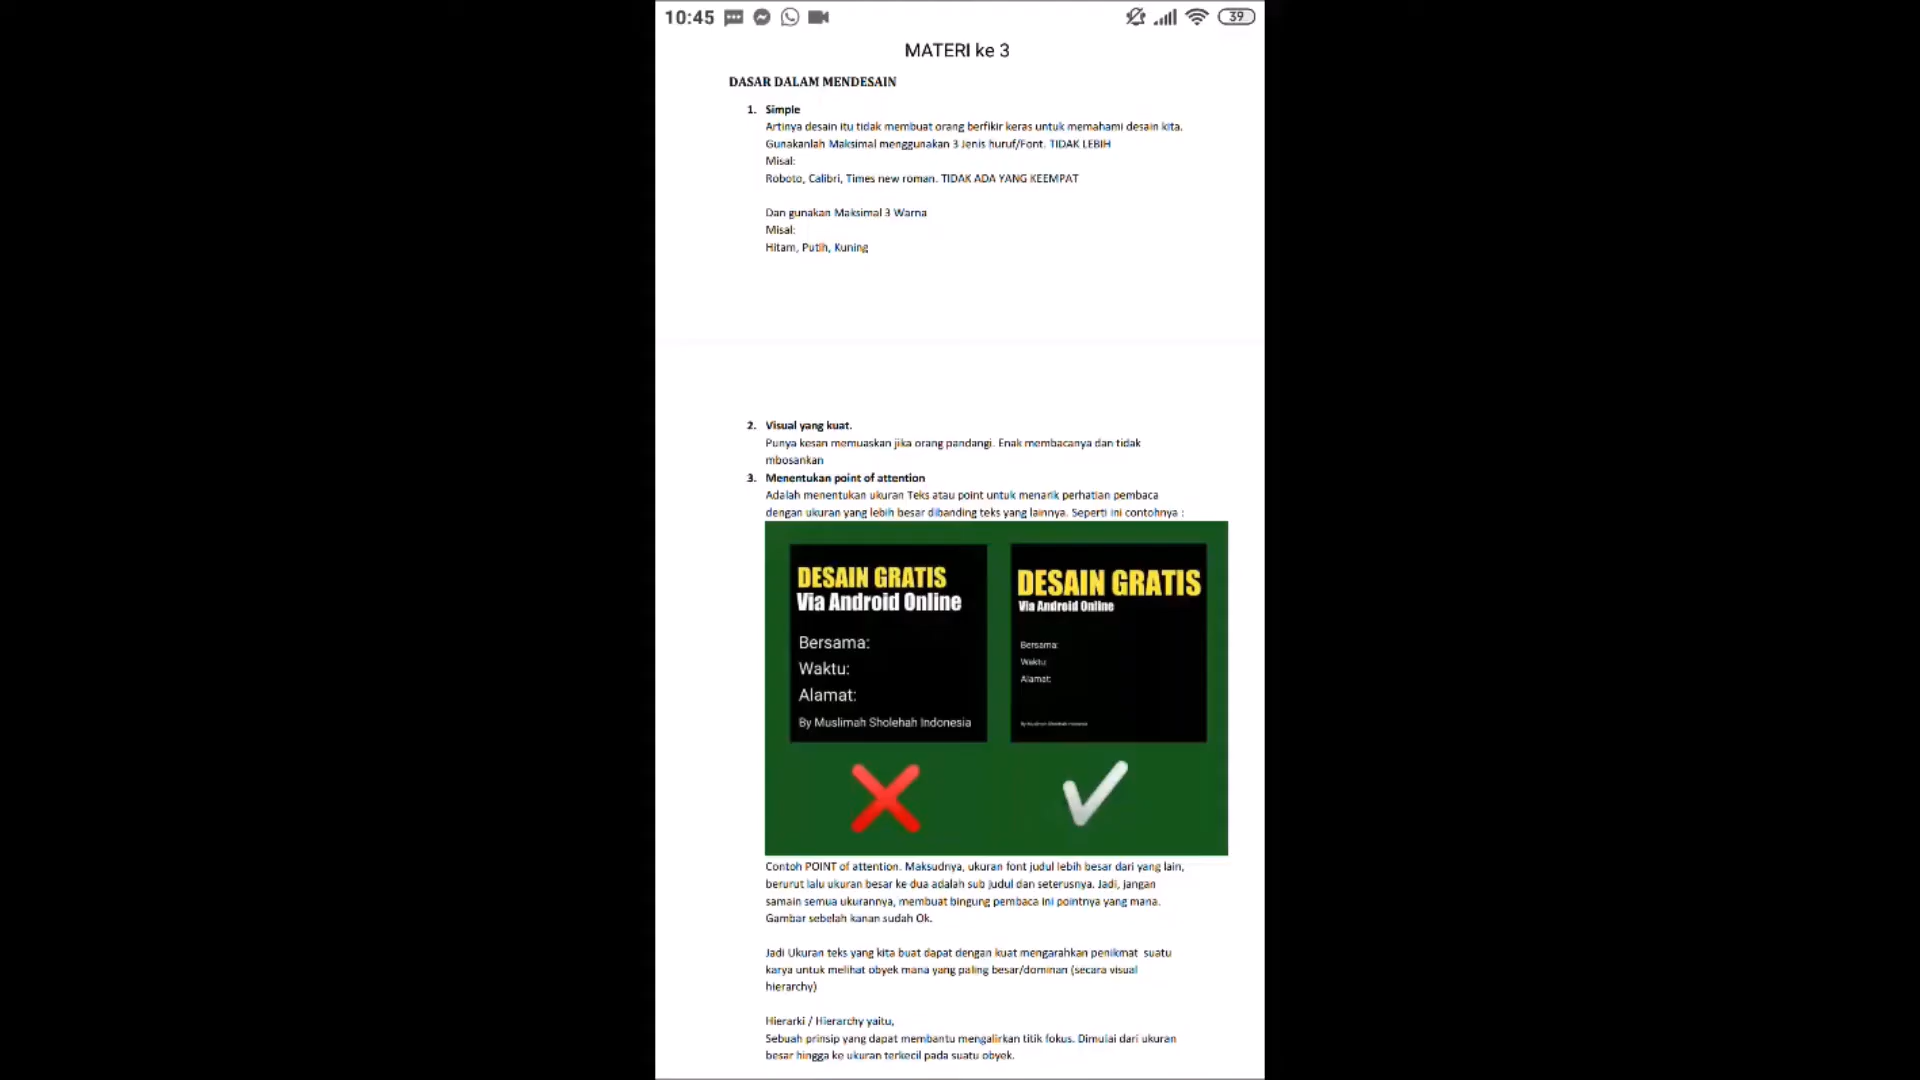 10:45
39
MATERI ke 3
DASAR DALAM MENDESAIN
1. Simple
Artinya desain itu tidak membuat orang berfikir keras untuk memahami desain kita.
Gunakanlah Maksimal menggunakan 3 Jenis huruf/Font. TIDAK LEBIH
Misal:
Roboto, Calibri, Times new roman. TIDAK ADA YANG KEEMPAT
Dan gunakan Maksimal 3 Warna
Misal:
Hitam, Putih, Kuning
2. Visual yang kuat.
Punya kesan memuaskan jika orang pandangi. Enak membacanya dan tidak
mbosankan
3. Menentukan point of attention
Adalah menentukan ukuran Teks atau point untuk menarik perhatian pembaca
dengan ukuran yang lebih besar dibanding teks yang lainnya. Seperti ini contohnya :
DESAIN GRATIS
Via Android Online
Bersama:
Waktu:
Alamat:
By Muslimah Sholehah Indonesia
DESAIN GRATIS
Via Android Online
Bersama:
Waktu:
Alamat:
By Muslimah Sholehah Indonesia
Contoh POINT of attention. Maksudnya, ukuran font judul lebih besar dari yang lain,
berurut lalu ukuran besar ke dua adalah sub judul dan seterusnya. Jadi, jangan
samain semua ukurannya, membuat bingung pembaca ini pointnya yang mana.
Gambar sebelah kanan sudah Ok.
Jadi Ukuran teks yang kita buat dapat dengan kuat mengarahkan penikmat suatu
karya untuk melihat obyek mana yang paling besar/dominan (secara visual
hierarchy)
Hierarki / Hierarchy yaitu,
Sebuah prinsip yang dapat membantu mengalirkan titik fokus. Dimulai dari ukuran
besar hingga ke ukuran terkecil pada suatu obyek.